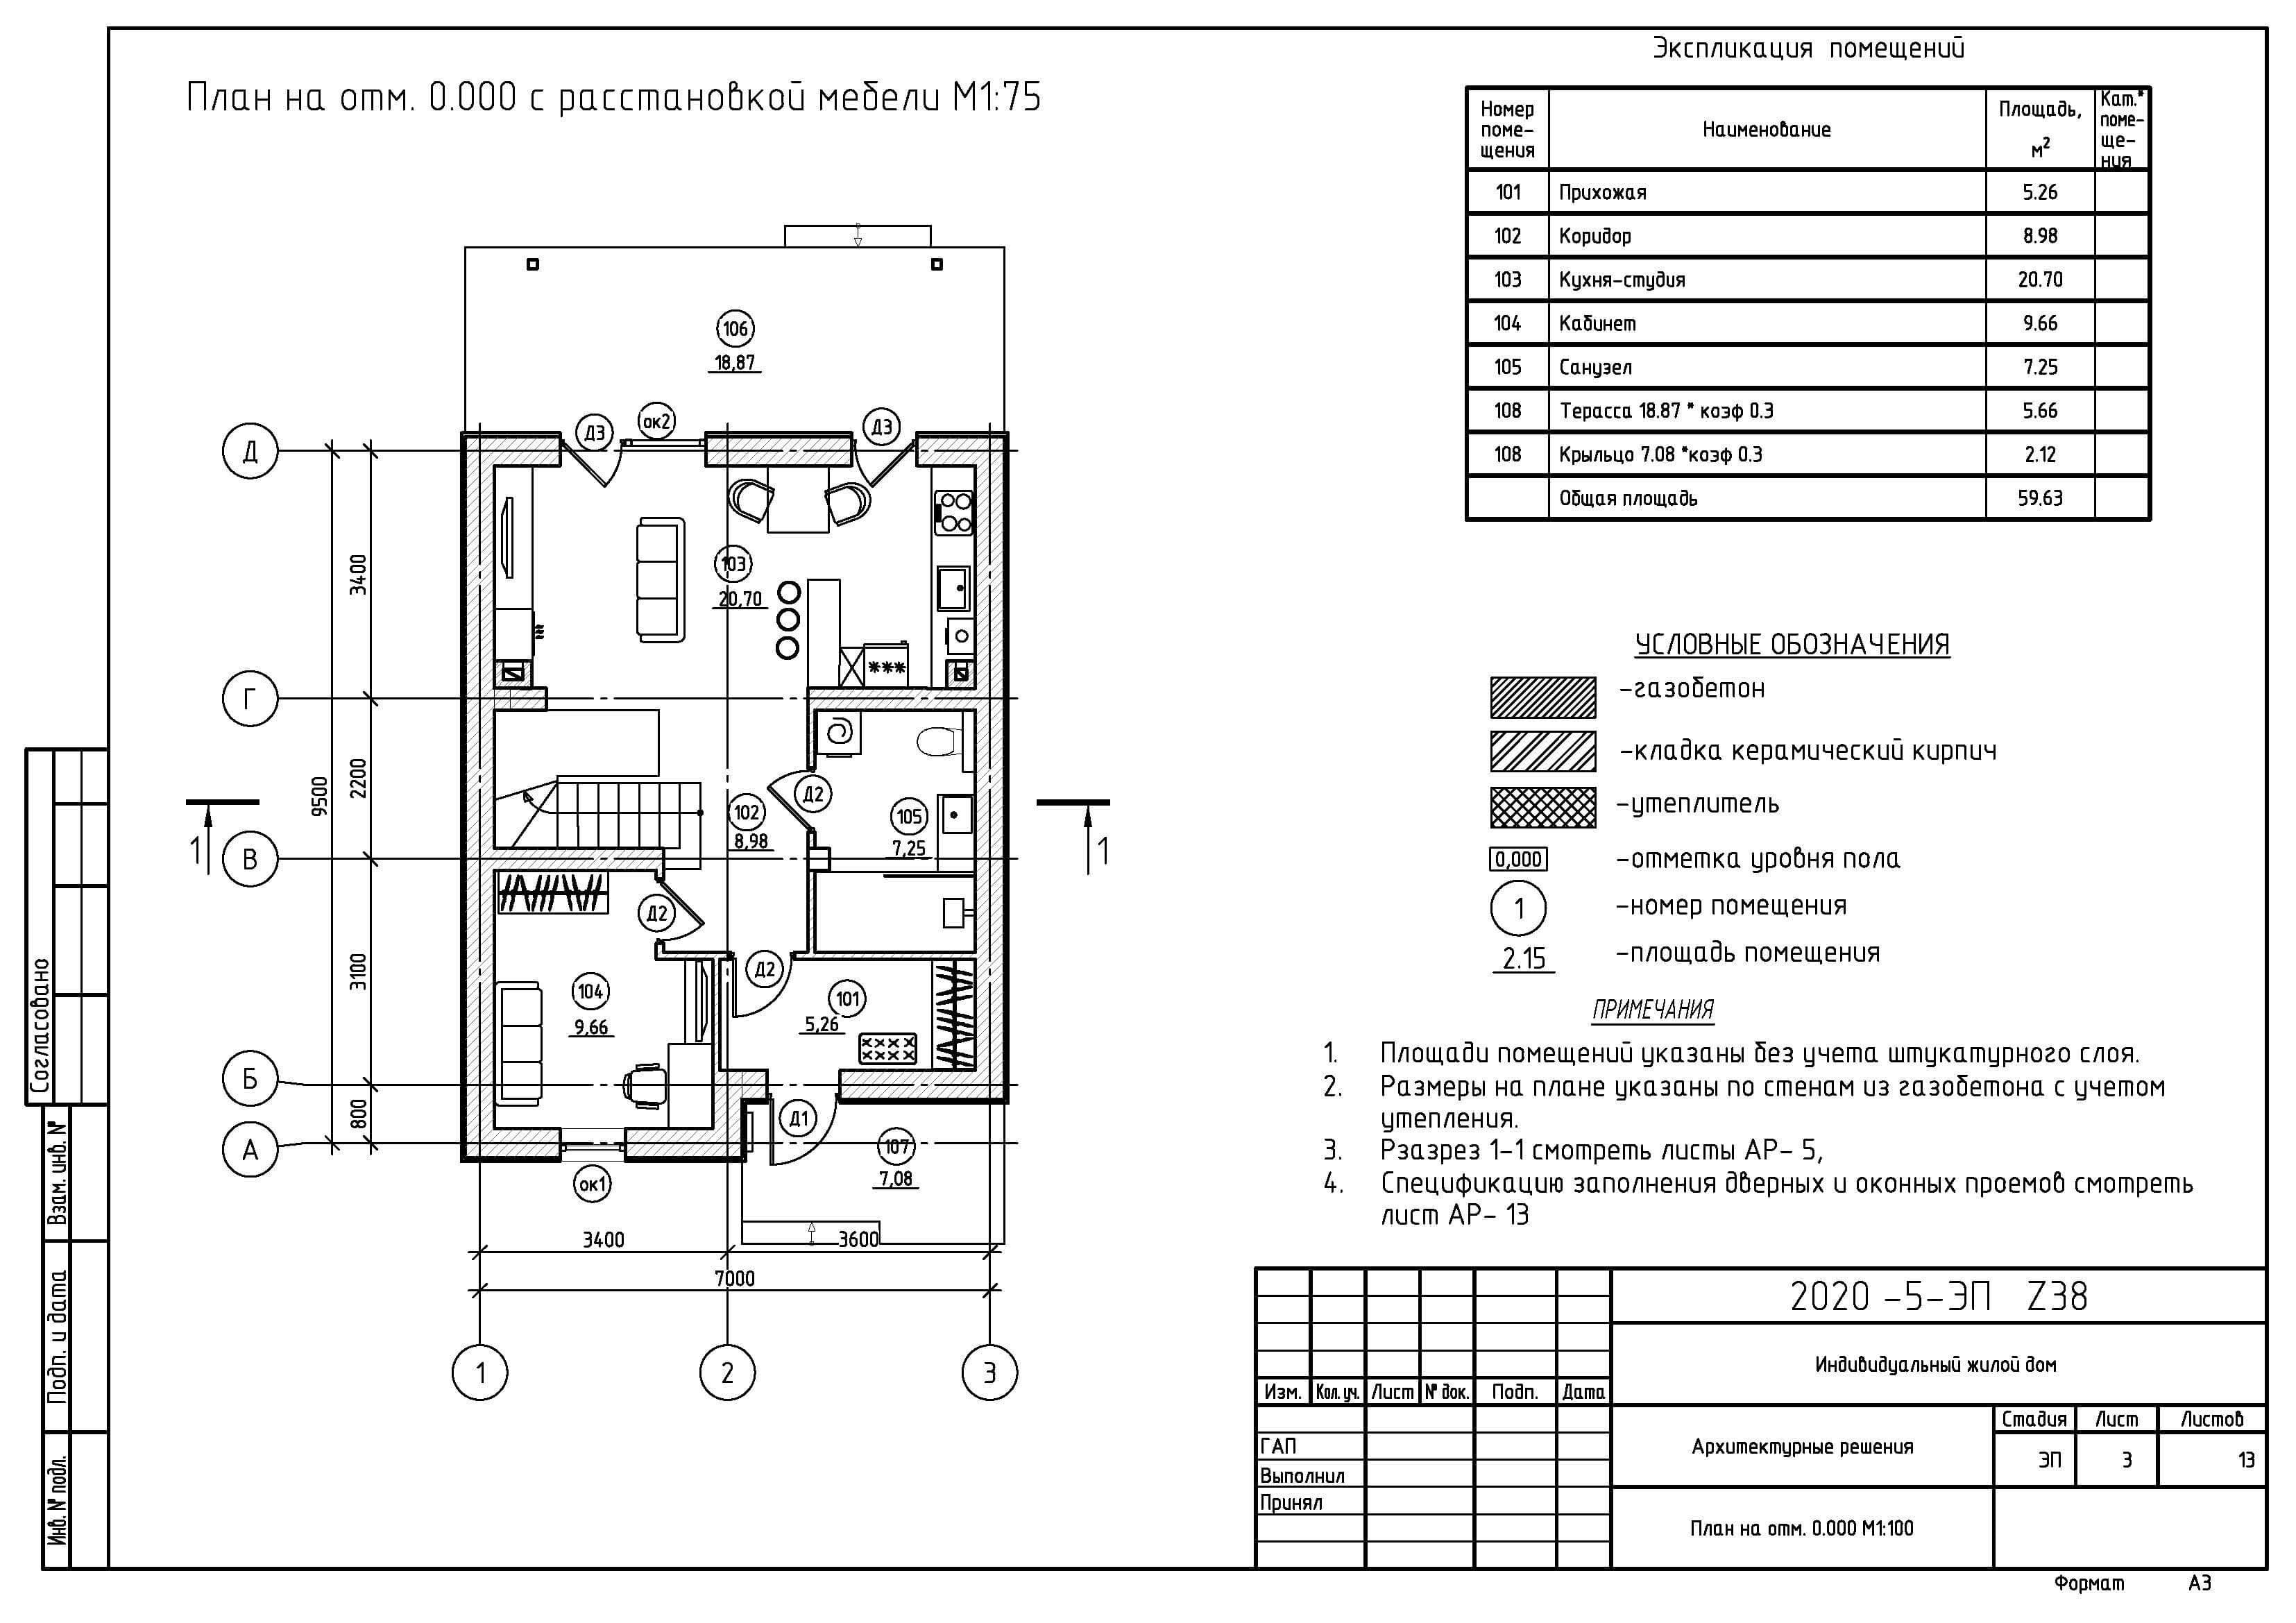 План на отм. 0.000 с расстановкой мебели М1:75
Экспликация помещений
Номер поме-щения Наименование Площадь, м2 Кат.* поме-ще-ния
101 Прихожая 5.26
102 Коридор 8.98
103 Кухня-студия 20.70
104 Кабинет 9.66
105 Санузел 7.25
108 Терасса 18.87 * коэф 0.3 5.66
108 Крыльцо 7.08 *коэф 0.3 2.12
Общая площадь 59.63
106
18,87
Д
Д3
ок2
Д3
3400
103
20,70
Г
9500
2200
Д2
102
8,98
105
7,25
1
1
В
Д2
3100
Д2
104
9,66
101
5,26
Б
800
А
Д1
107
7,08
ок1
3400
3600
7000
1
2
3
УСЛОВНЫЕ ОБОЗНАЧЕНИЯ
-газобетон
-кладка керамический кирпич
-утеплитель
0,000 -отметка уровня пола
1 -номер помещения
2.15 -площадь помещения
ПРИМЕЧАНИЯ
1. Площади помещений указаны без учета штукатурного слоя.
2. Размеры на плане указаны по стенам из газобетона с учетом
утепления.
3. Рзазрез 1-1 смотреть листы АР- 5,
4. Спецификацию заполнения дверных и оконных проемов смотреть
лист АР- 13
Согласовано
Взам. инв. №
Подп. и дата
Инв. № подл.
2020 -5-ЭП Z38
Индивидуальный жилой дом
Изм. Кол. уч. Лист № док. Подп. Дата
Архитектурные решения
Стадия Лист Листов
ЭП 3 13
ГАП
Выполнил
Принял
План на отм. 0.000 М1:100
Формат А3